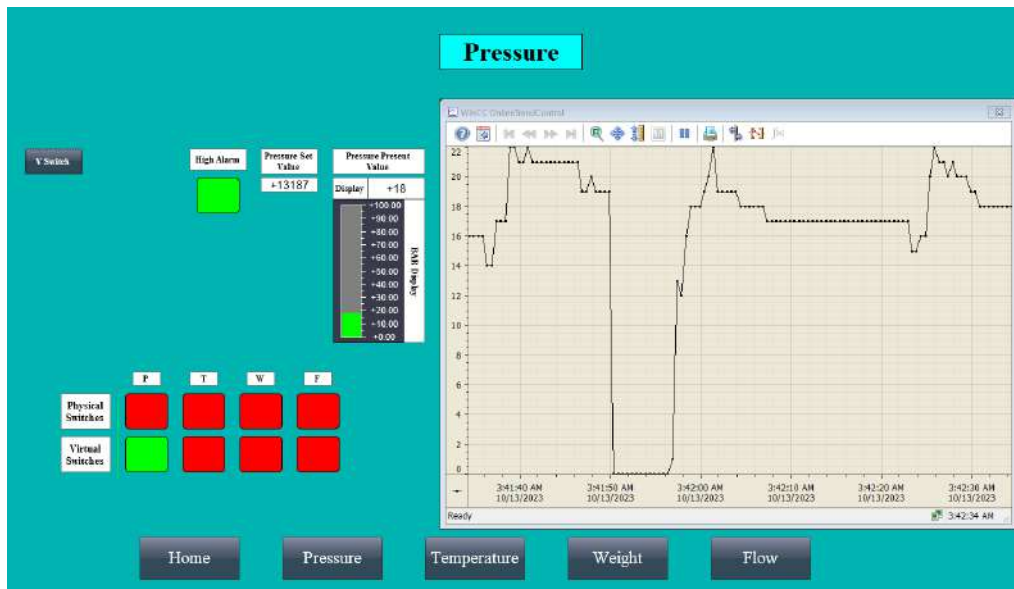 Pressure
WinCC OnlineTrendControl
V Switch
High Alarm
Pressure Set
Value
+13187
Pressure Present
Value
Display
+18
+100.00
+90.00
+80.00
+70.00
+60.00
+50.00
+40.00
+30.00
+20.00
+10.00
+0.00
BAR Display
22
20
18
16
14
12
10
8
6
4
2
0
3:41:40 AM
10/13/2023
3:41:50 AM
10/13/2023
3:42:00 AM
10/13/2023
3:42:10 AM
10/13/2023
3:42:20 AM
10/13/2023
3:42:30 AM
10/13/2023
Ready
3:42:34 AM
P T W F
Physical
Switches
Virtual
Switches
Home
Pressure
Temperature
Weight
Flow